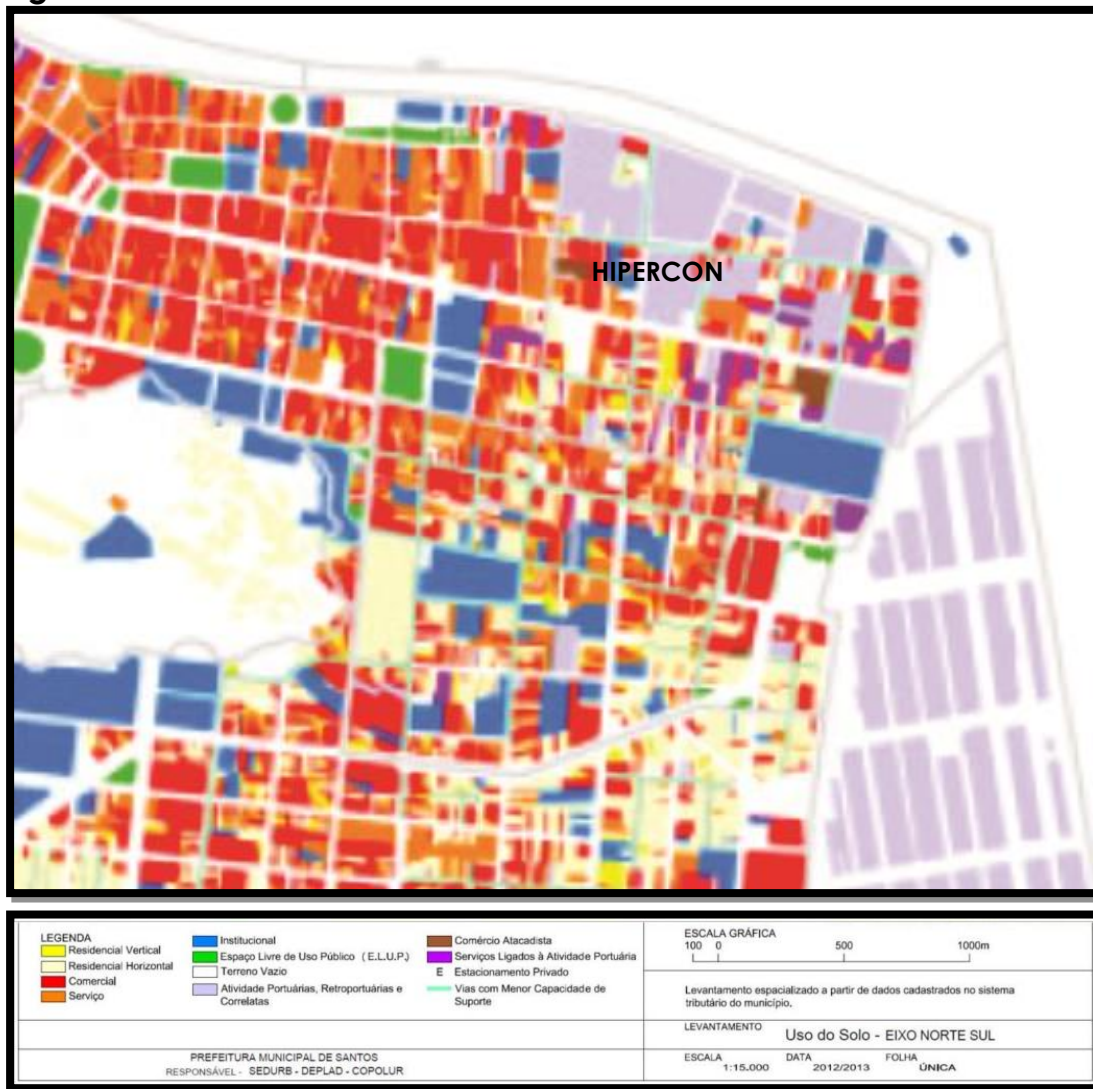 HIPERCON
LEGENDA
Residencial Vertical
Residencial Horizontal
Comercial
Serviço
Institucional
Espaço Livre de Uso Público ( E.L.U.P.)
Terreno Vazio
Atividade Portuárias, Retroportuárias e
Correlatas
Comércio Atacadista
Serviços Ligados à Atividade Portuária
E Estacionamento Privado
Vias com Menor Capacidade de
Suporte
ESCALA GRÁFICA
100 0 500 1000m
Levantamento espacializado a partir de dados cadastrados no sistema
tributário do município.
LEVANTAMENTO Uso do Solo - EIXO NORTE SUL
PREFEITURA MUNICIPAL DE SANTOS
RESPONSÁVEL - SEDURB - DEPLAD - COPOLUR
ESCALA DATA FOLHA
1:15.000 2012/2013 ÚNICA